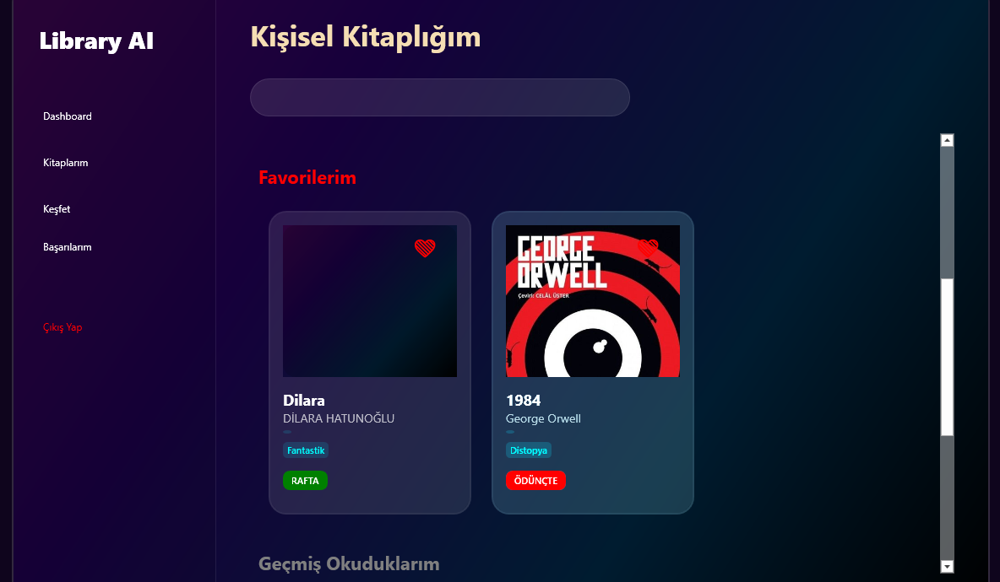 Library AI
Dashboard
Kitaplarım
Keşfet
Başarılarım
Çıkış Yap
Kişisel Kitaplığım
Favorilerim
Dilara
DİLARA HATUNOĞLU
Fantastik
RAFTA
GEORGE
ORWELL
Çeviri: CELÂL ÜSTER
1984
George Orwell
Distopya
ÖDÜNÇTE
Geçmiş Okuduklarım